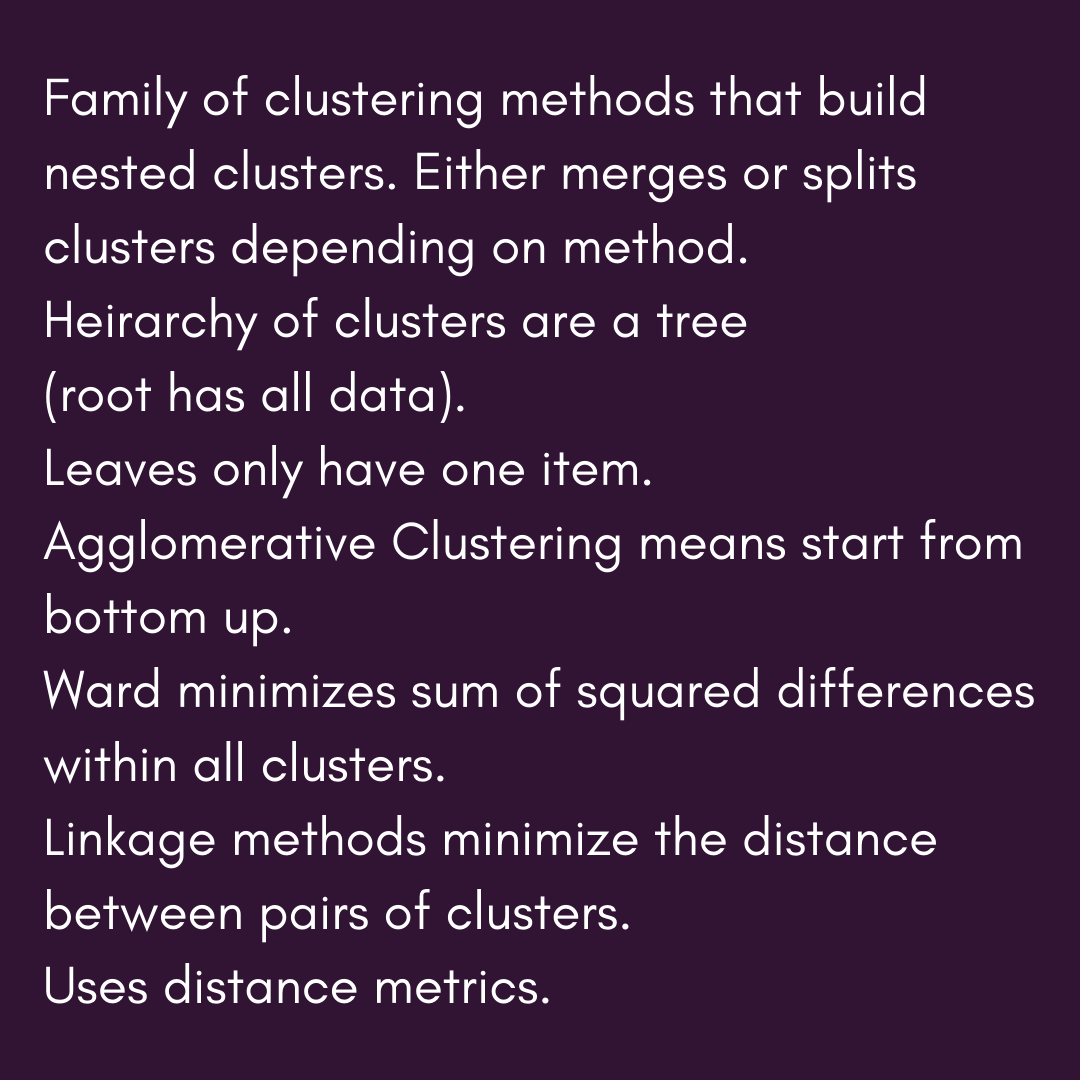 Family of clustering methods that build
nested clusters. Either merges or splits
clusters depending on method.
Heirarchy of clusters are a tree
(root has all data).
Leaves only have one item.
Agglomerative Clustering means start from
bottom up.
Ward minimizes sum of squared differences
within all clusters.
Linkage methods minimize the distance
between pairs of clusters.
Uses distance metrics.